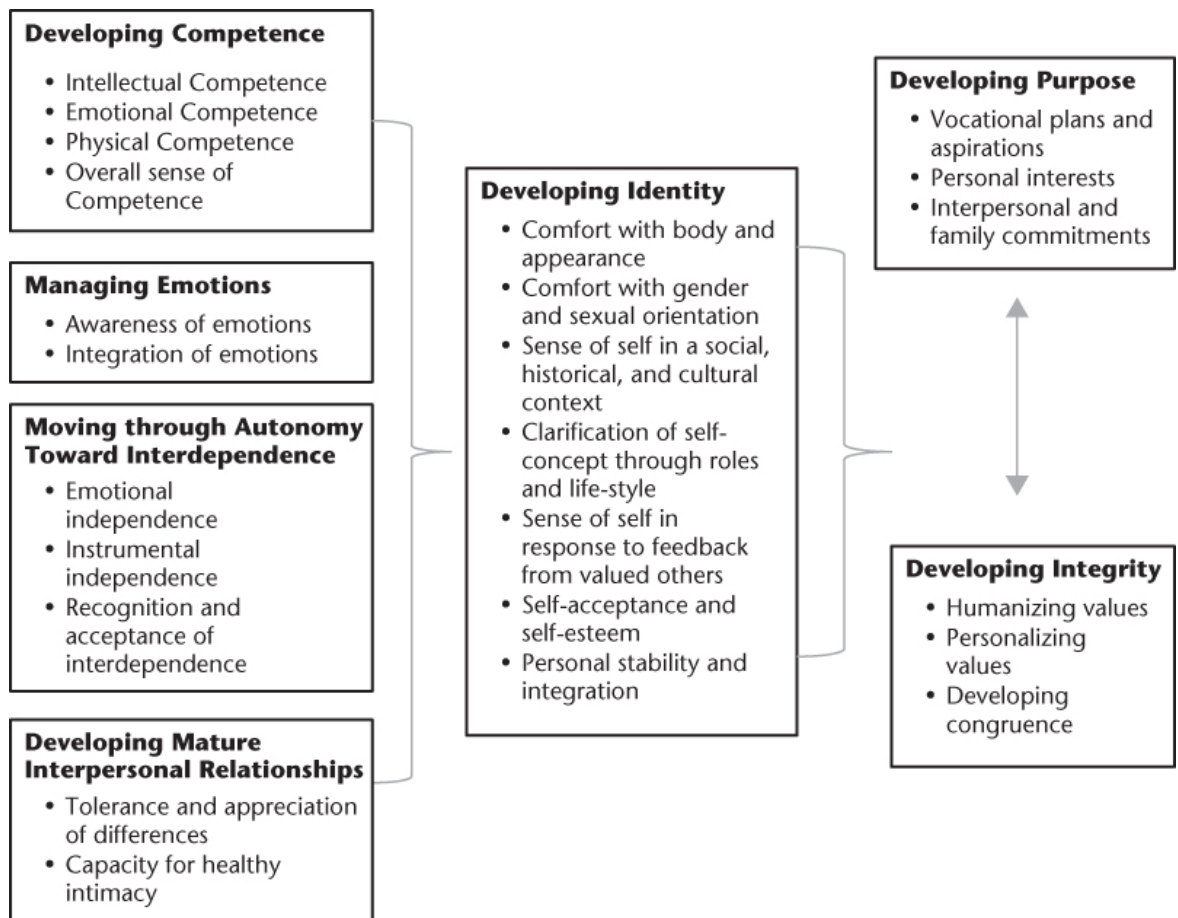 Developing Competence
• Intellectual Competence
• Emotional Competence
• Physical Competence
• Overall sense of
Competence
Managing Emotions
• Awareness of emotions
• Integration of emotions
Moving through Autonomy
Toward Interdependence
• Emotional
independence
• Instrumental
independence
• Recognition and
acceptance of
interdependence
Developing Mature
Interpersonal Relationships
• Tolerance and appreciation
of differences
• Capacity for healthy
intimacy
Developing Identity
• Comfort with body and
appearance
• Comfort with gender
and sexual orientation
• Sense of self in a social,
historical, and cultural
context
• Clarification of self-
concept through roles
and life-style
• Sense of self in
response to feedback
from valued others
• Self-acceptance and
self-esteem
• Personal stability and
integration
Developing Purpose
• Vocational plans and
aspirations
• Personal interests
• Interpersonal and
family commitments
Developing Integrity
• Humanizing values
• Personalizing
values
• Developing
congruence